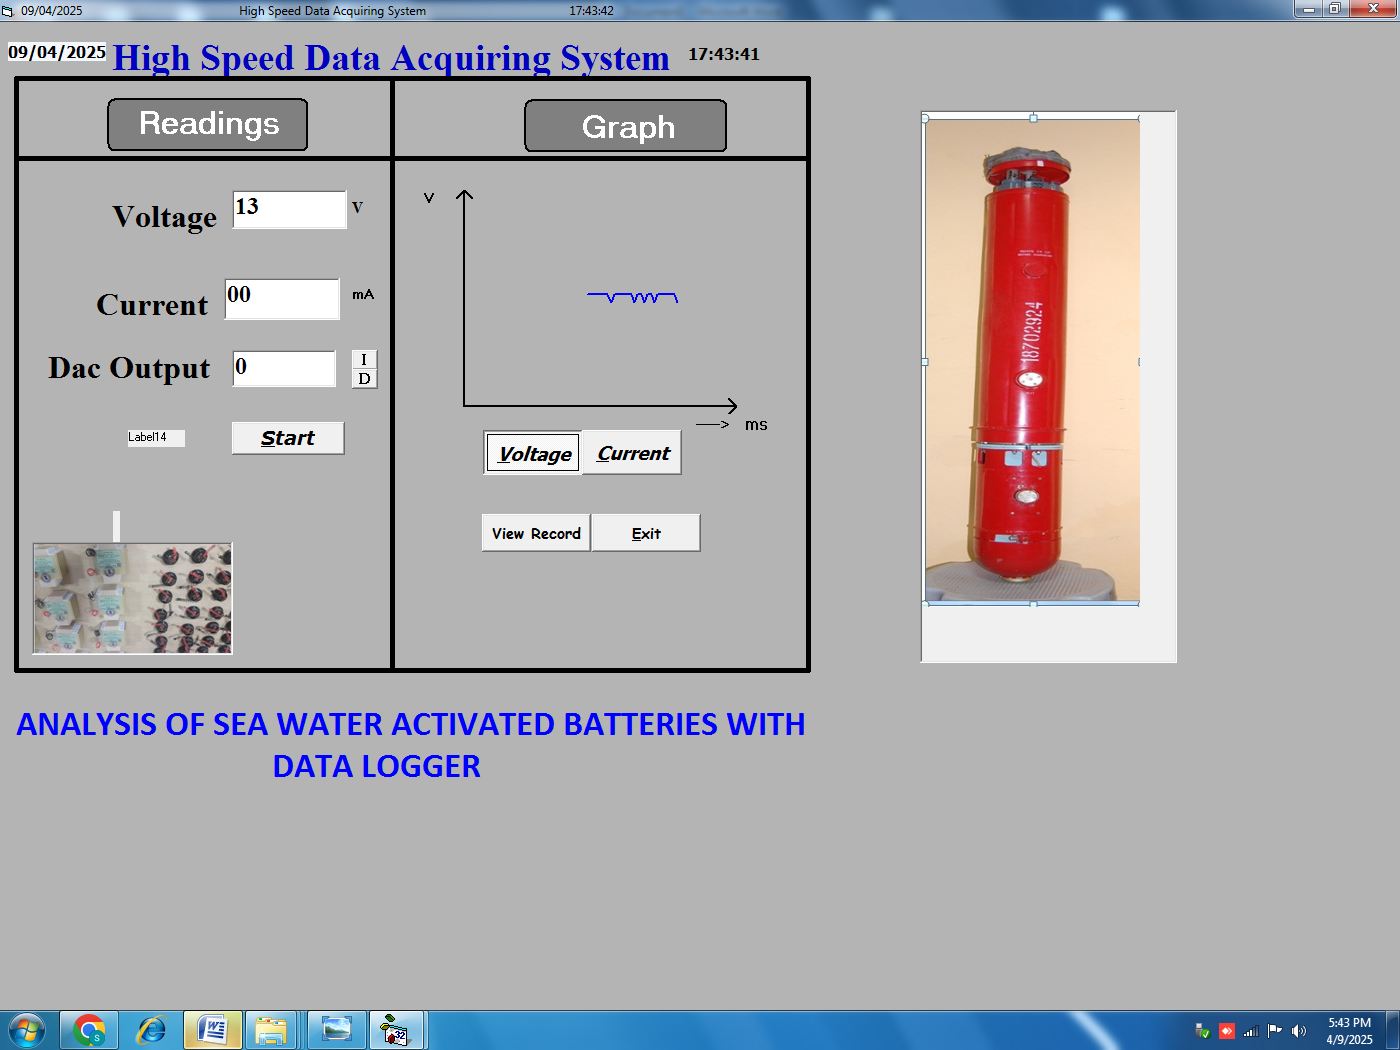 09/04/2025 High Speed Data Acquiring System 17:43:42
09/04/2025 High Speed Data Acquiring System 17:43:41
Readings
Graph
Voltage 13 V
Current 00 mA
Dac Output 0 I
D
Label14 Start
V
ms
Voltage Current
View Record Exit
18702924
ANALYSIS OF SEA WATER ACTIVATED BATTERIES WITH
DATA LOGGER
32
5:43 PM
4/9/2025